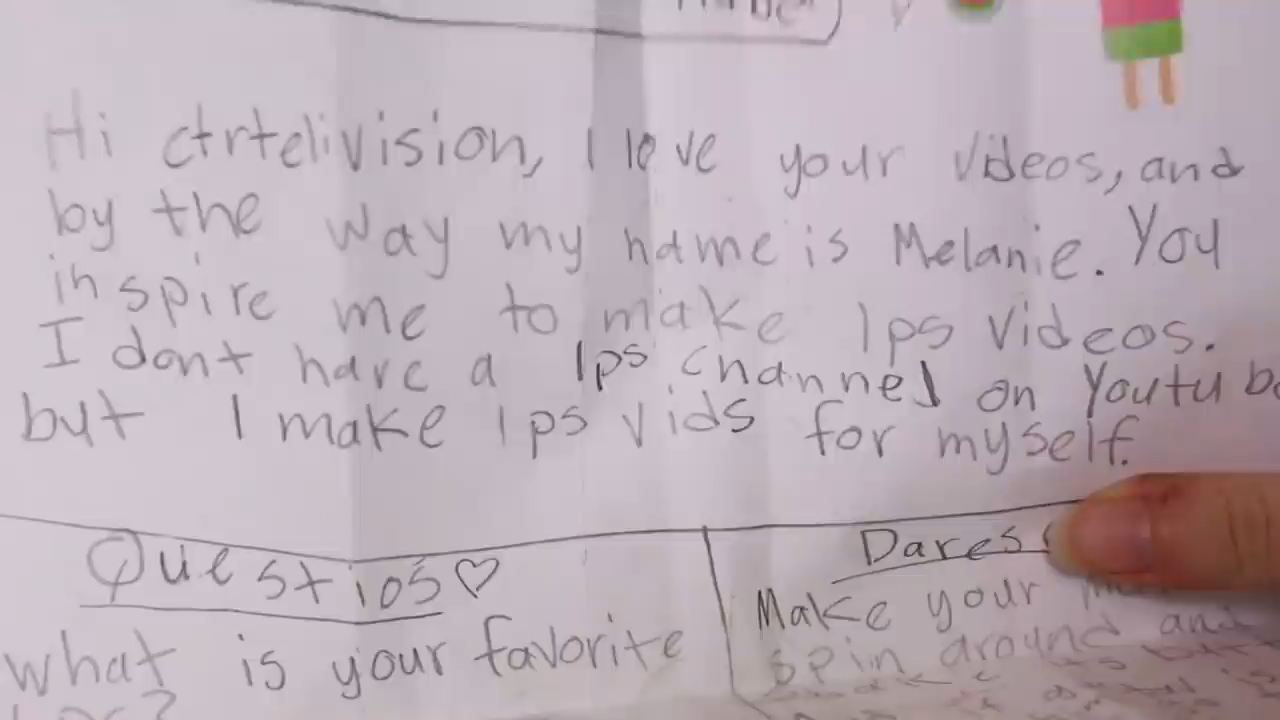 Hi ctrtelivision, I love your videos, and
by the way my name is Melanie. You
inspire me to make lps videos.
I dont have a lps channel on Youtu
but I make lps vids for myself.
Questios♡
what is your favorite
Dares
Make your
spin around and